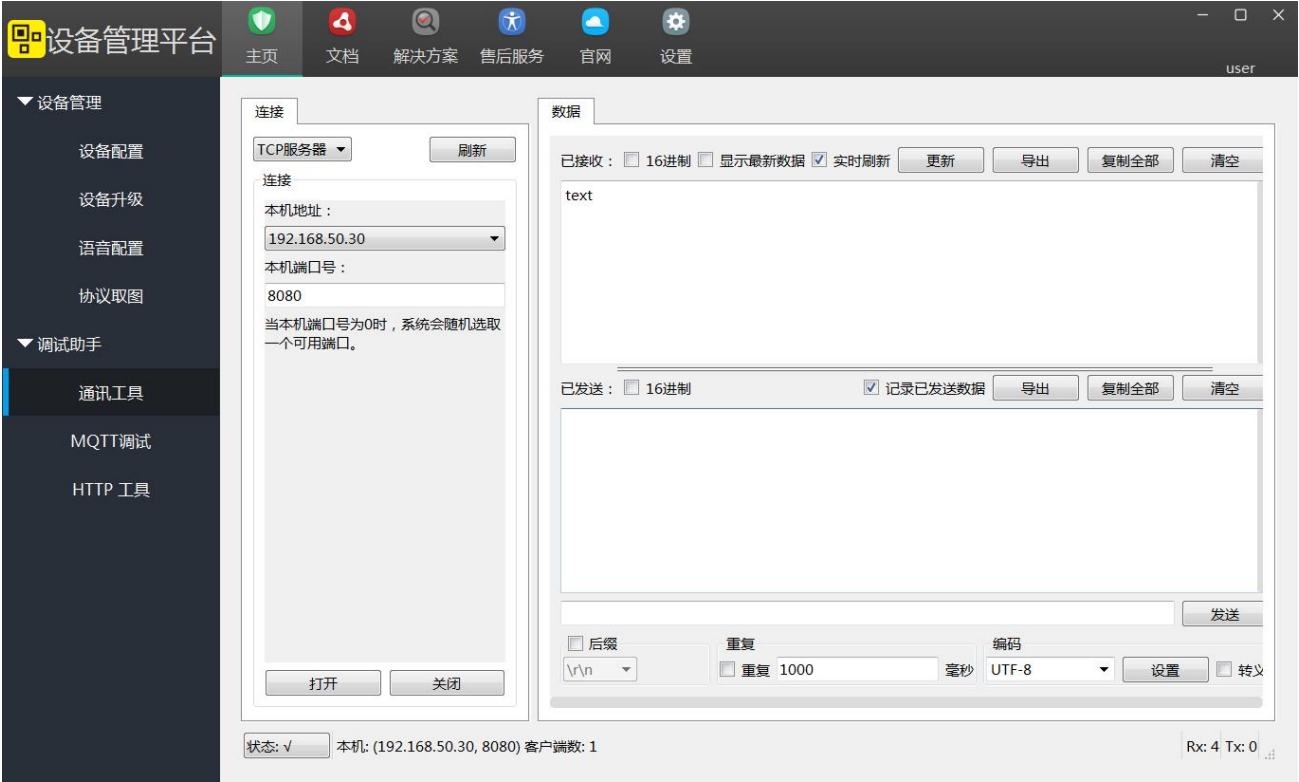 设备管理平台
主页
文档
解决方案
售后服务
官网
设置
user
设备管理
设备配置
设备升级
语音配置
协议取图
调试助手
通讯工具
MQTT调试
HTTP 工具
连接
TCP服务器
刷新
连接
本机地址：
192.168.50.30
本机端口号：
8080
当本机端口号为0时，系统会随机选取
一个可用端口。
打开
关闭
数据
已接收： 16进制 显示最新数据 实时刷新 更新 导出 复制全部 清空
text
已发送： 16进制 记录已发送数据 导出 复制全部 清空
发送
后缀
\r\n
重复
重复 1000 毫秒
编码
UTF-8 设置 转义
状态: √ 本机: (192.168.50.30, 8080) 客户端数: 1
Rx: 4 Tx: 0